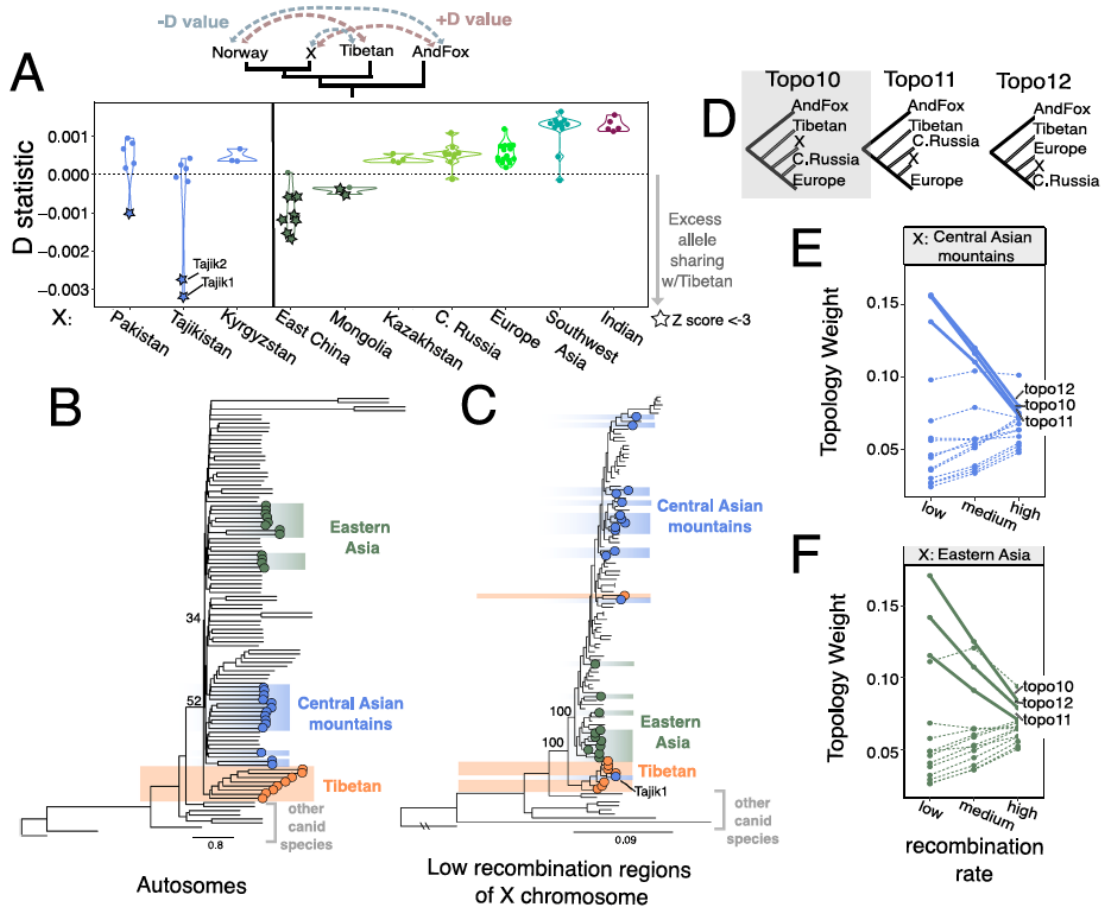 -D value
+D value
Norway X Tibetan AndFox
A
D statistic
0.001
0.000
−0.001
−0.002
−0.003
Tajik2
Tajik1
Excess
allele
sharing
w/Tibetan
Z score <-3
X:
Pakistan
Tajikistan
Kyrgyzstan
East China
Mongolia
Kazakhstan
C. Russia
Europe
Southwest
Asia
Indian
D
Topo10
AndFox
Tibetan
X
C.Russia
Europe
Topo11
AndFox
Tibetan
C.Russia
X
Europe
Topo12
AndFox
Tibetan
Europe
X
C.Russia
B
Eastern
Asia
34
52
Central Asian
mountains
Tibetan
other
canid
species
0.8
Autosomes
C
Central Asian
mountains
100
100
Eastern
Asia
Tibetan
Tajik1
other
canid
species
0.09
Low recombination regions
of X chromosome
E
X: Central Asian
mountains
Topology Weight
0.15
0.10
0.05
topo12
topo10
topo11
low
medium
high
F
X: Eastern Asia
Topology Weight
0.15
0.10
0.05
topo10
topo12
topo11
low
medium
high
recombination
rate